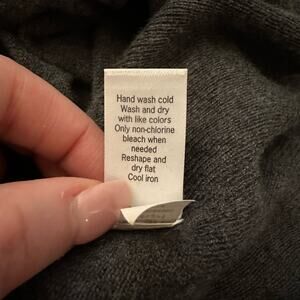 Hand wash cold
Wash and dry
with like colors
Only non-chlorine
bleach when
needed
Reshape and
dry flat
Cool iron